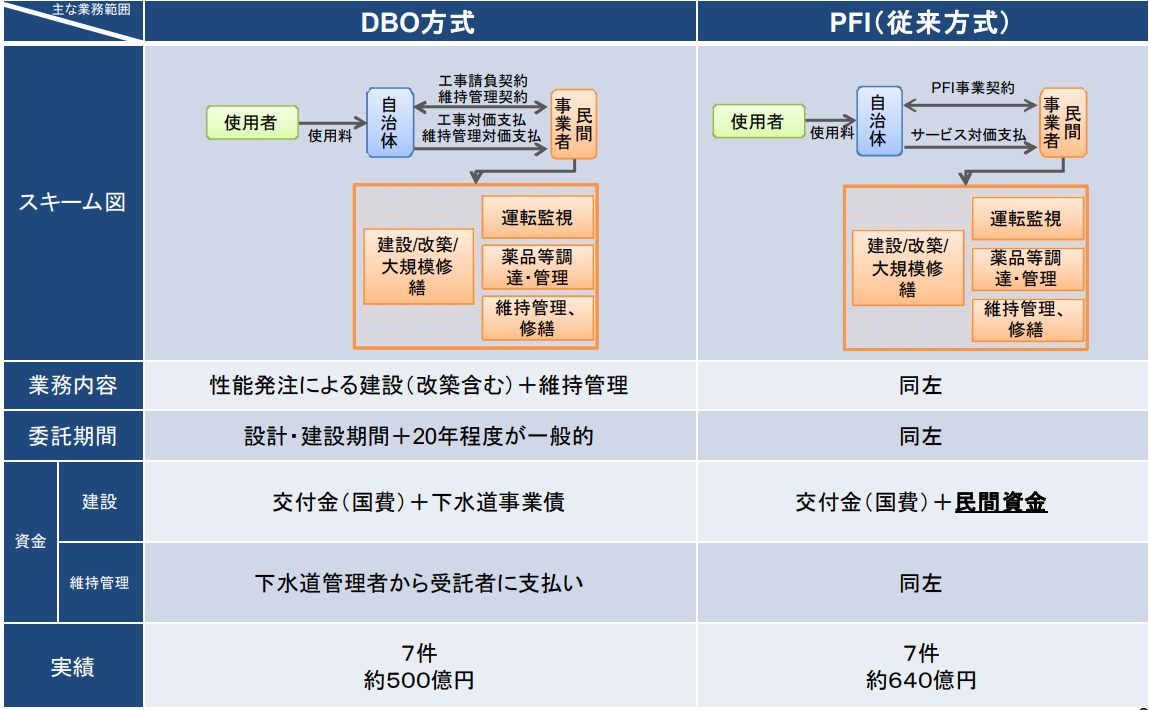 主な業務範囲
DBO方式
PFI（従来方式）
スキーム図
使用者
使用料
自治体
工事請負契約
維持管理契約
工事対価支払
維持管理対価支払
民間
事業者
建設/改築/
大規模修
繕
運転監視
薬品等調
達・管理
維持管理、
修繕
使用者
使用料
自治体
PFI事業契約
サービス対価支払
民間
事業者
建設/改築/
大規模修
繕
運転監視
薬品等調
達・管理
維持管理、
修繕
業務内容
性能発注による建設（改築含む）＋維持管理
同左
委託期間
設計・建設期間＋20年程度が一般的
同左
資金
建設
交付金（国費）＋下水道事業債
交付金（国費）＋民間資金
維持管理
下水道管理者から受託者に支払い
同左
実績
７件
約500億円
７件
約640億円